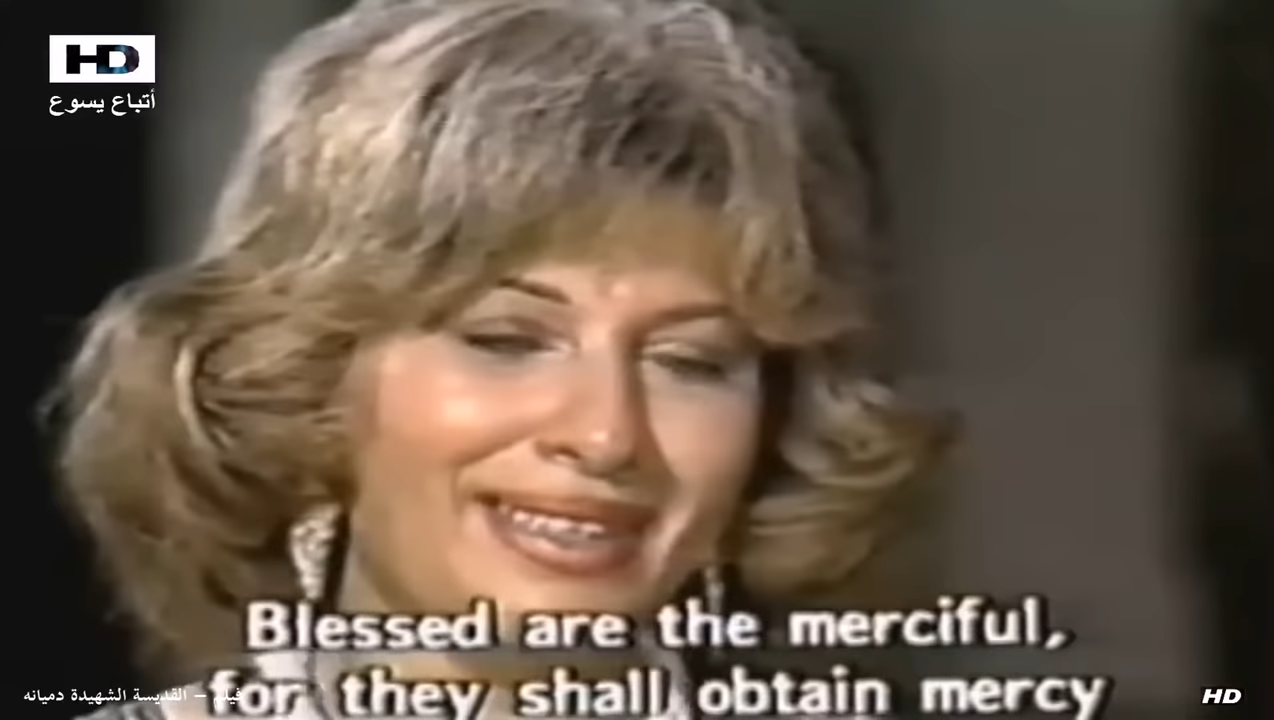 HD
أتباع يسوع
Blessed are the merciful,
for they shall obtain mercy
فيلم – القديسة الشهيدة دميانه
HD